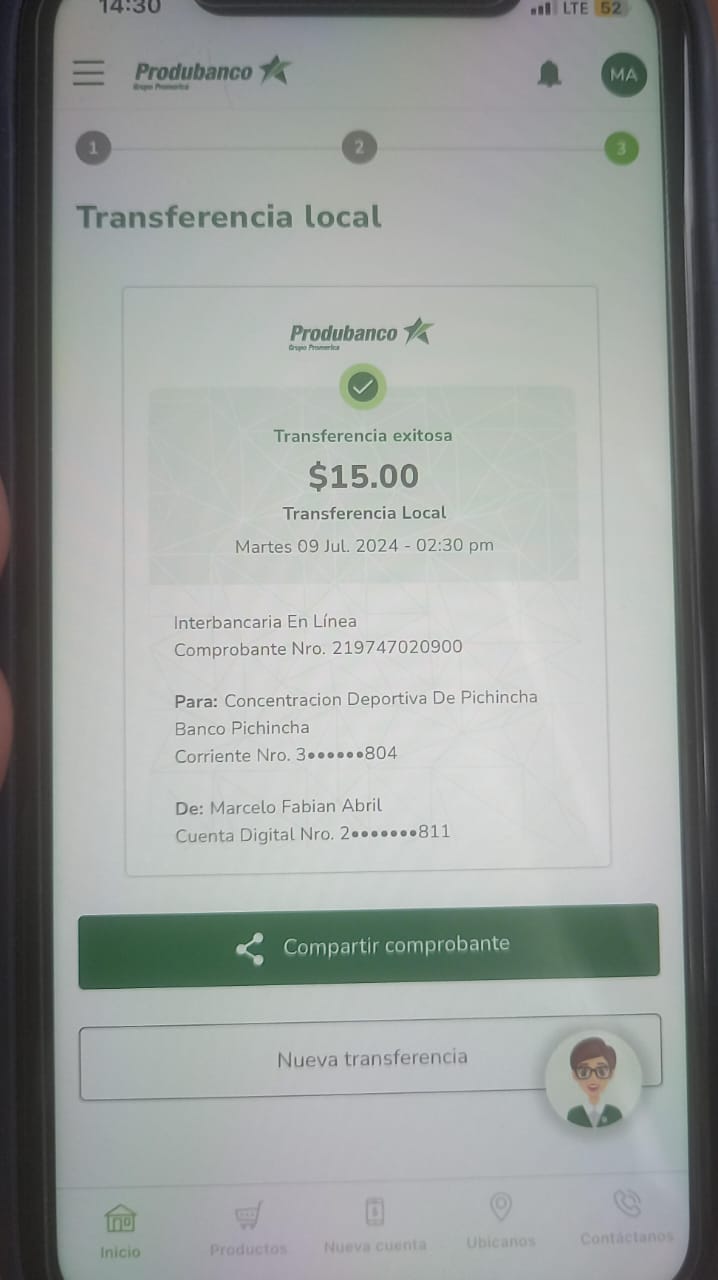 14:30
LTE 52
Produbanco
Grupo Promerica
MA
1
2
3
Transferencia local
Produbanco
Grupo Promerica
Transferencia exitosa
$15.00
Transferencia Local
Martes 09 Jul. 2024 - 02:30 pm
Interbancaria En Línea
Comprobante Nro. 219747020900
Para: Concentracion Deportiva De Pichincha
Banco Pichincha
Corriente Nro. 3••••••804
De: Marcelo Fabian Abril
Cuenta Digital Nro. 2•••••••811
Compartir comprobante
Nueva transferencia
Inicio
Productos
Nueva cuenta
Ubícanos
Contáctanos